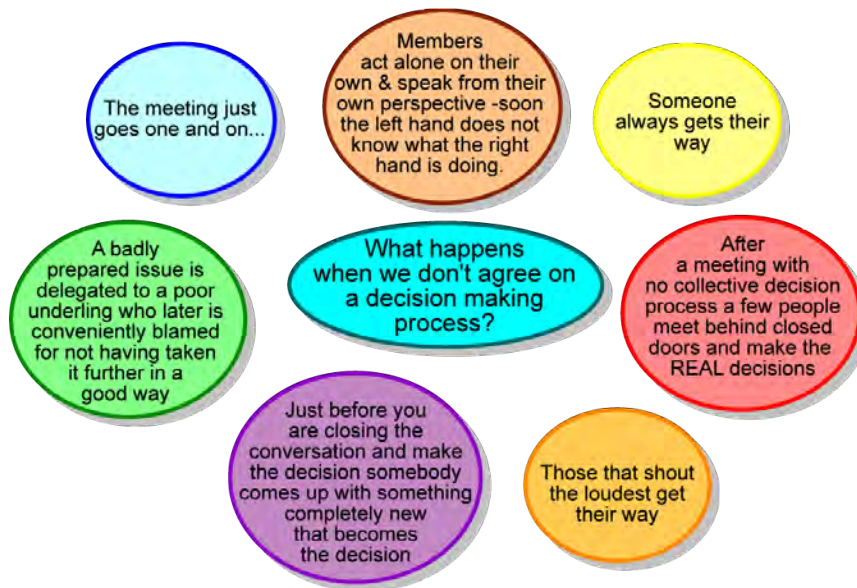 The meeting just
goes one and on...
Members
act alone on their
own & speak from their
own perspective -soon
the left hand does not
know what the right
hand is doing.
Someone
always gets their
way
A badly
prepared issue is
delegated to a poor
underling who later is
conveniently blamed
for not having taken
it further in a
good way
What happens
when we don't agree on
a decision making
process?
After
a meeting with
no collective decision
process a few people
meet behind closed
doors and make the
REAL decisions
Just before you
are closing the
conversation and make
the decision somebody
comes up with something
completely new
that becomes
the decision
Those that shout
the loudest get
their way